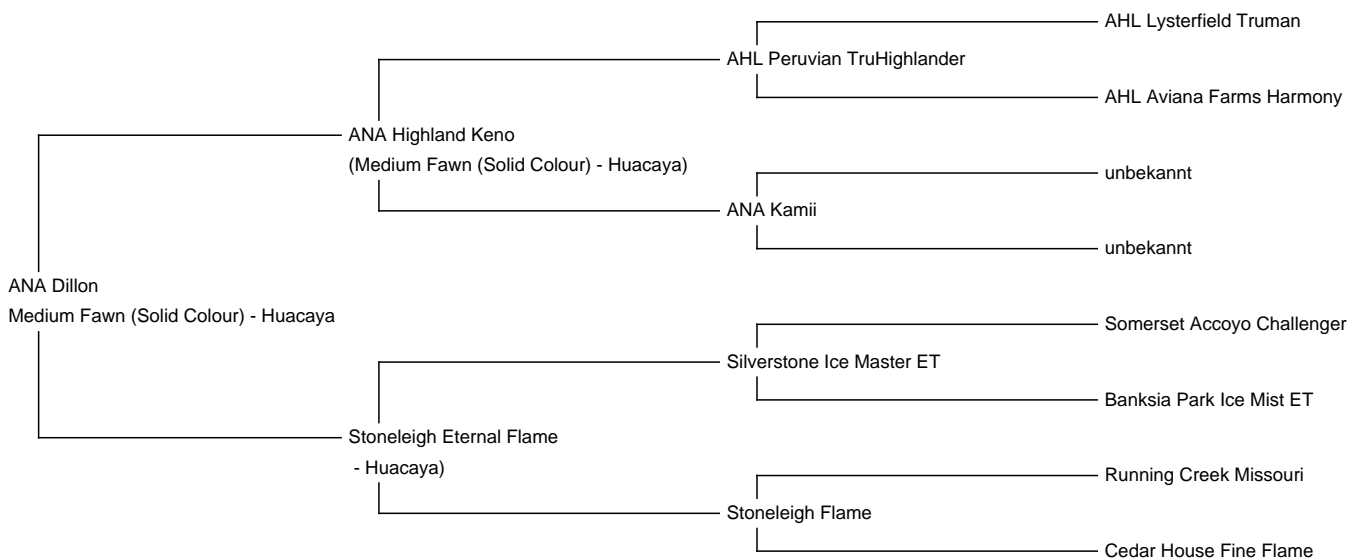 AHL Lysterfield Truman
AHL Peruvian TruHighlander
AHL Aviana Farms Harmony
ANA Highland Keno
(Medium Fawn (Solid Colour) - Huacaya)
unbekannt
ANA Kamii
unbekannt
ANA Dillon
Medium Fawn (Solid Colour) - Huacaya
Somerset Accoyo Challenger
Silverstone Ice Master ET
Banksia Park Ice Mist ET
Stoneleigh Eternal Flame
- Huacaya)
Running Creek Missouri
Stoneleigh Flame
Cedar House Fine Flame